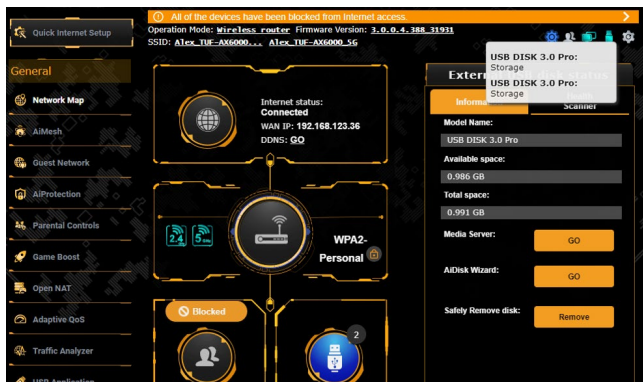 All of the devices have been blocked from Internet access.
Quick Internet Setup
Operation Mode: Wireless router Firmware Version: 3.0.0.4.388_31931
SSID: Alex_TUF-AX6000... Alex_TUF-AX6000_5G
USB DISK 3.0 Pro:
Storage
USB DISK 3.0 Pro:
Storage
General
Network Map
AiMesh
Guest Network
AiProtection
Parental Controls
Game Boost
Open NAT
Adaptive QoS
Traffic Analyzer
USB Application
Internet status:
Connected
WAN IP: 192.168.123.36
DDNS: GO
2.4 GHz
5 GHz
WPA2-
Personal
Blocked
2
Scanner
Model Name:
USB DISK 3.0 Pro
Available space:
0.986 GB
Total space:
0.991 GB
Media Server:
GO
AiDisk Wizard:
GO
Safely Remove disk:
Remove